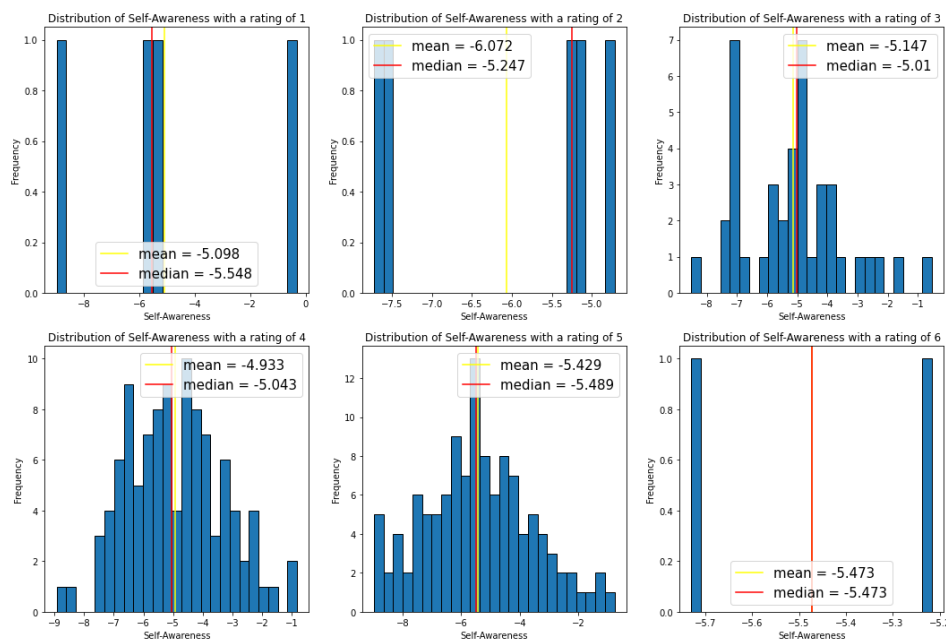 Distribution of Self-Awareness with a rating of 1
1.0
0.8
0.6
0.4
0.2
0.0
Frequency
mean = -5.098
median = -5.548
−8
−6
−4
−2
0
Self-Awareness
Distribution of Self-Awareness with a rating of 2
1.0
0.8
0.6
0.4
0.2
0.0
Frequency
mean = -6.072
median = -5.247
−7.5
−7.0
−6.5
−6.0
−5.5
−5.0
Self-Awareness
Distribution of Self-Awareness with a rating of 3
7
6
5
4
3
2
1
0
Frequency
mean = -5.147
median = -5.01
−8
−7
−6
−5
−4
−3
−2
−1
Self-Awareness
Distribution of Self-Awareness with a rating of 4
10
8
6
4
2
0
Frequency
mean = -4.933
median = -5.043
−9
−8
−7
−6
−5
−4
−3
−2
−1
Self-Awareness
Distribution of Self-Awareness with a rating of 5
12
10
8
6
4
2
0
Frequency
mean = -5.429
median = -5.489
−8
−6
−4
−2
Self-Awareness
Distribution of Self-Awareness with a rating of 6
1.0
0.8
0.6
0.4
0.2
0.0
Frequency
mean = -5.473
median = -5.473
−5.7
−5.6
−5.5
−5.4
−5.3
Self-Awareness